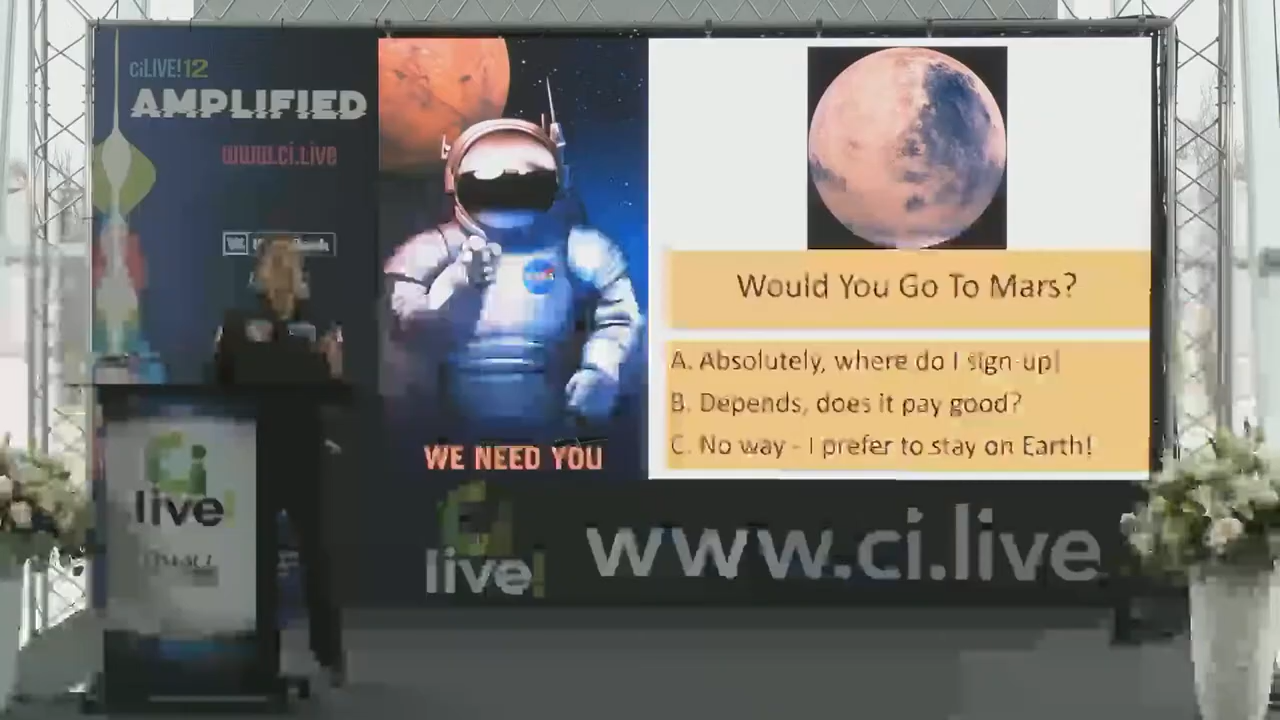 ciLIVE!12
AMPLIFIED
www.ci.live
WE NEED YOU
Would You Go To Mars?
A. Absolutely, where do I sign-up!
B. Depends, does it pay good?
C. No way - I prefer to stay on Earth!
Ci
live!
live!
www.ci.live